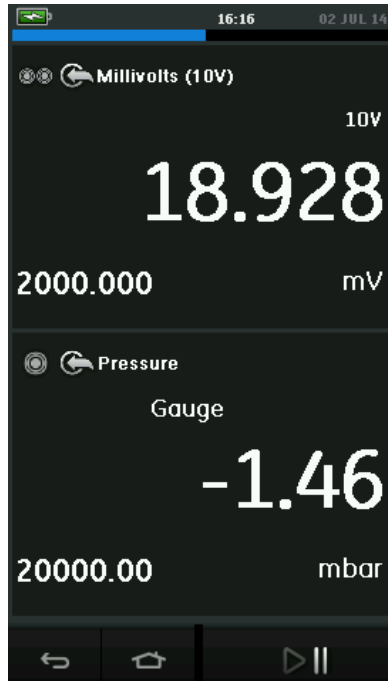 16:16 02 JUL 14
Millivolts (10V)
10V
18.928
2000.000 mV
Pressure
Gauge
-1.46
20000.00 mbar